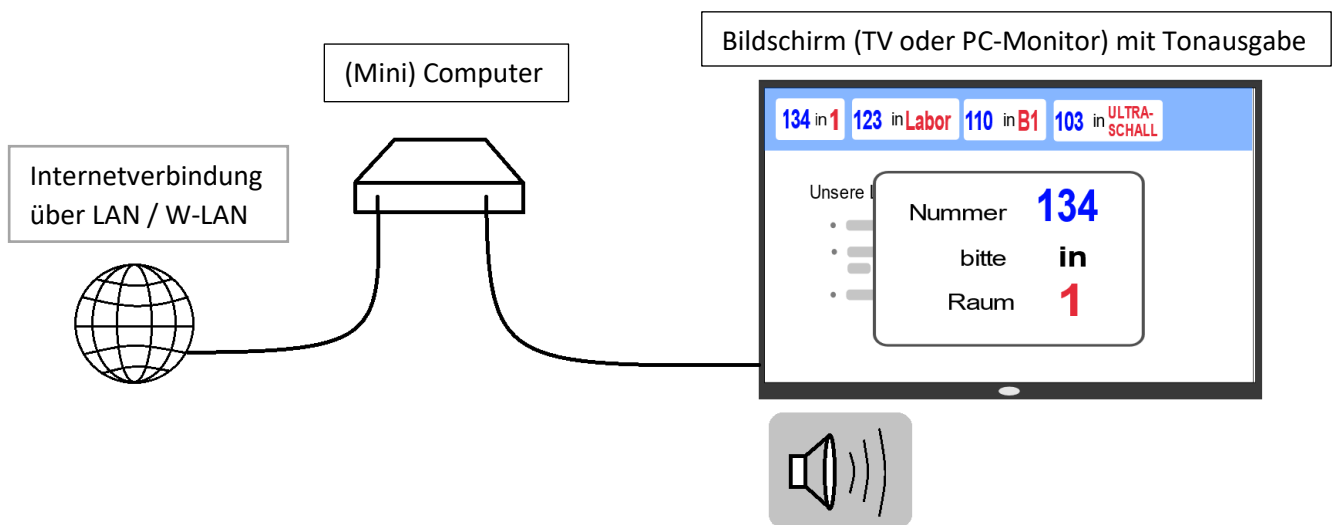 Bildschirm (TV oder PC-Monitor) mit Tonausgabe
(Mini) Computer
Internetverbindung
über LAN / W-LAN
134 in 1 123 in Labor 110 in B1 103 in ULTRA-
SCHALL
Unsere
Nummer 134
bitte in
Raum 1